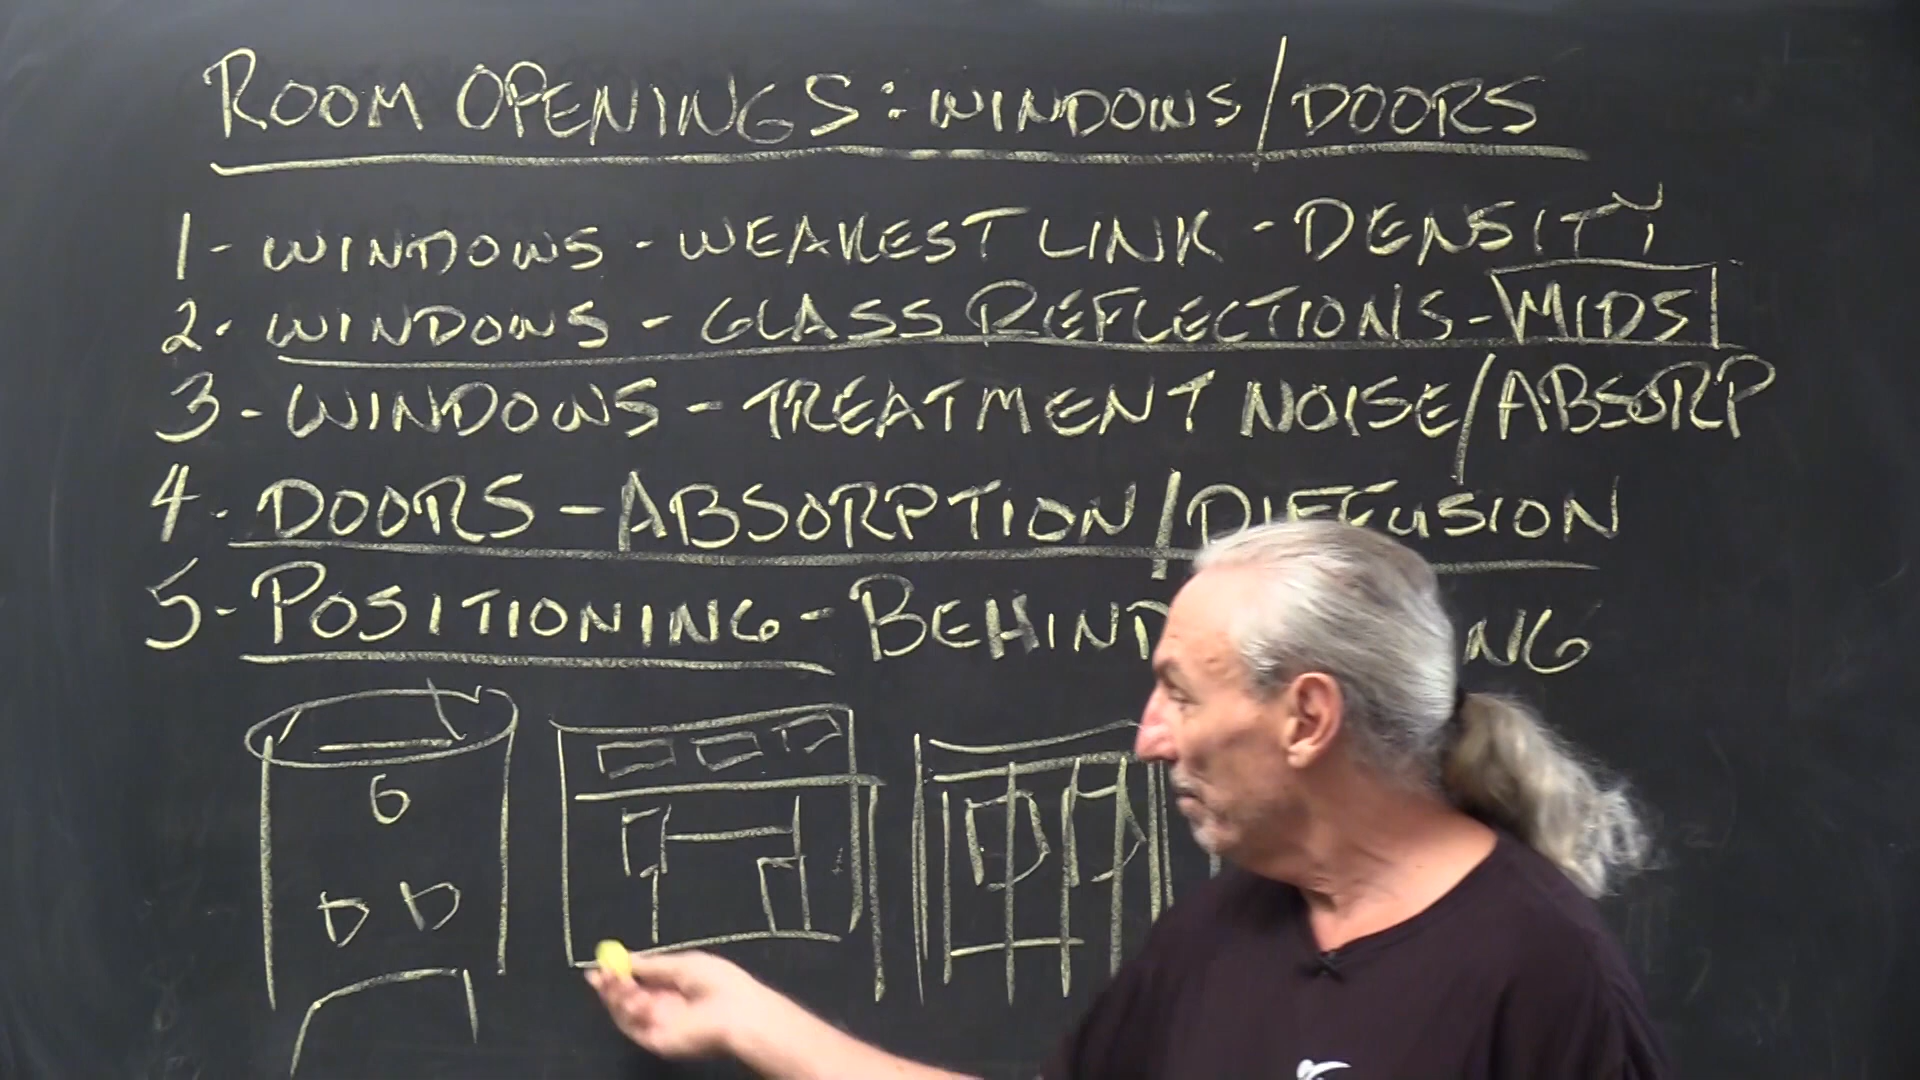 ROOM OPENINGS: WINDOWS/DOORS
1- WINDOWS - WEAKEST LINK - DENSITY
2- WINDOWS - GLASS REFLECTIONS - MIDS
3- WINDOWS - TREATMENT NOISE/ABSORP
4- DOORS - ABSORPTION/DIFFUSION
5- POSITIONING - BEHIND